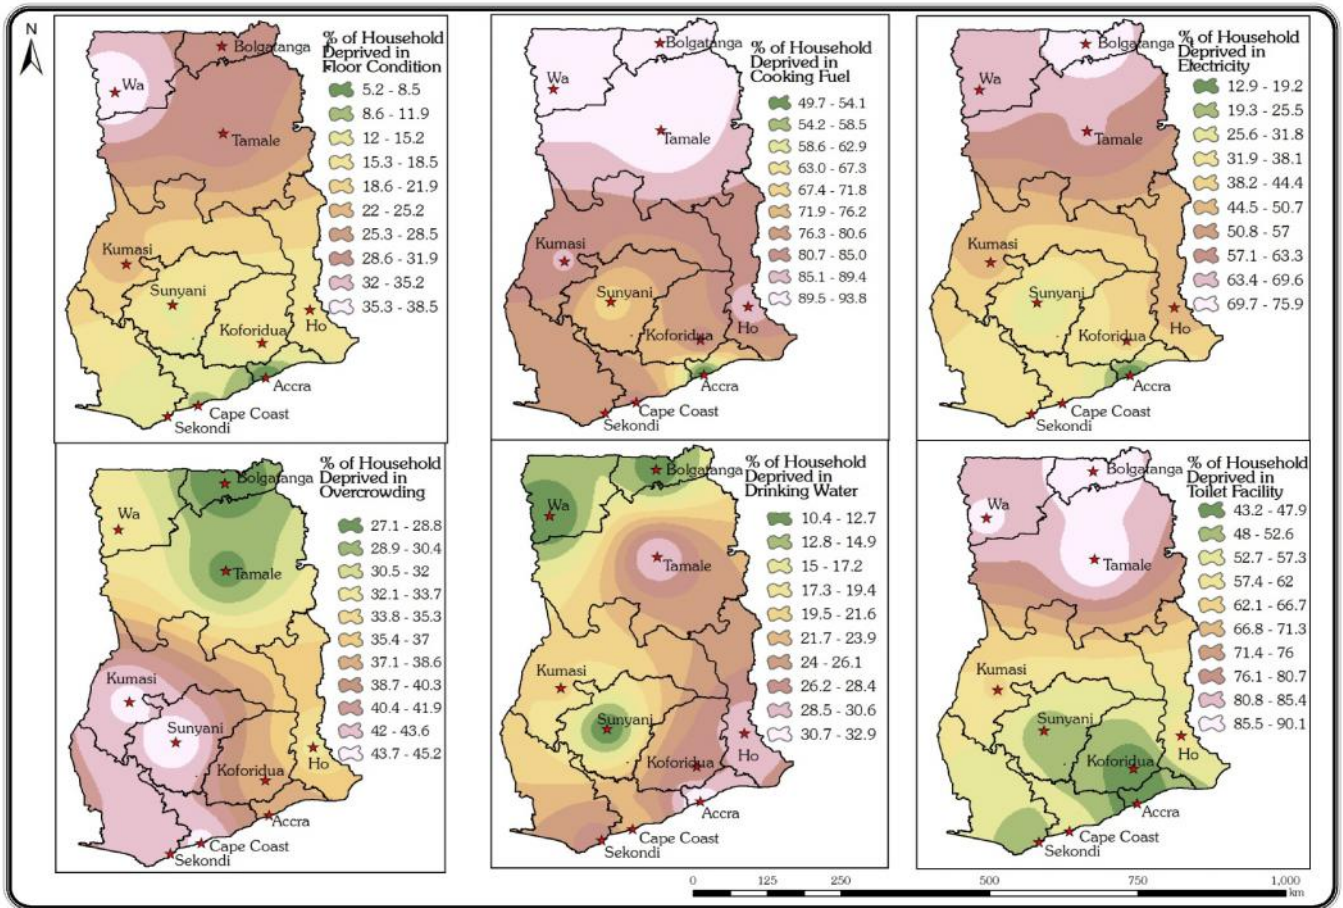 N
% of Household
Deprived in
Floor Condition
5.2 - 8.5
8.6 - 11.9
12 - 15.2
15.3 - 18.5
18.6 - 21.9
22 - 25.2
25.3 - 28.5
28.6 - 31.9
32 - 35.2
35.3 - 38.5
Bolgatanga
Wa
Tamale
Kumasi
Sunyani
Ho
Koforidua
Accra
Cape Coast
Sekondi
% of Household
Deprived in
Cooking Fuel
49.7 - 54.1
54.2 - 58.5
58.6 - 62.9
63.0 - 67.3
67.4 - 71.8
71.9 - 76.2
76.3 - 80.6
80.7 - 85.0
85.1 - 89.4
89.5 - 93.8
Bolgatanga
Wa
Tamale
Kumasi
Sunyani
Ho
Koforidua
Accra
Cape Coast
Sekondi
% of Household
Deprived in
Electricity
12.9 - 19.2
19.3 - 25.5
25.6 - 31.8
31.9 - 38.1
38.2 - 44.4
44.5 - 50.7
50.8 - 57
57.1 - 63.3
63.4 - 69.6
69.7 - 75.9
Bolgatanga
Wa
Tamale
Kumasi
Sunyani
Ho
Koforidua
Accra
Cape Coast
Sekondi
% of Household
Deprived in
Overcrowding
27.1 - 28.8
28.9 - 30.4
30.5 - 32
32.1 - 33.7
33.8 - 35.3
35.4 - 37
37.1 - 38.6
38.7 - 40.3
40.4 - 41.9
42 - 43.6
43.7 - 45.2
Bolgatanga
Wa
Tamale
Kumasi
Sunyani
Ho
Koforidua
Accra
Cape Coast
Sekondi
% of Household
Deprived in
Drinking Water
10.4 - 12.7
12.8 - 14.9
15 - 17.2
17.3 - 19.4
19.5 - 21.6
21.7 - 23.9
24 - 26.1
26.2 - 28.4
28.5 - 30.6
30.7 - 32.9
Bolgatanga
Wa
Tamale
Kumasi
Sunyani
Ho
Koforidua
Accra
Cape Coast
Sekondi
% of Household
Deprived in
Toilet Facility
43.2 - 47.9
48 - 52.6
52.7 - 57.3
57.4 - 62
62.1 - 66.7
66.8 - 71.3
71.4 - 76
76.1 - 80.7
80.8 - 85.4
85.5 - 90.1
Bolgatanga
Wa
Tamale
Kumasi
Sunyani
Ho
Koforidua
Accra
Cape Coast
Sekondi
0 125 250 500 750 1,000
km